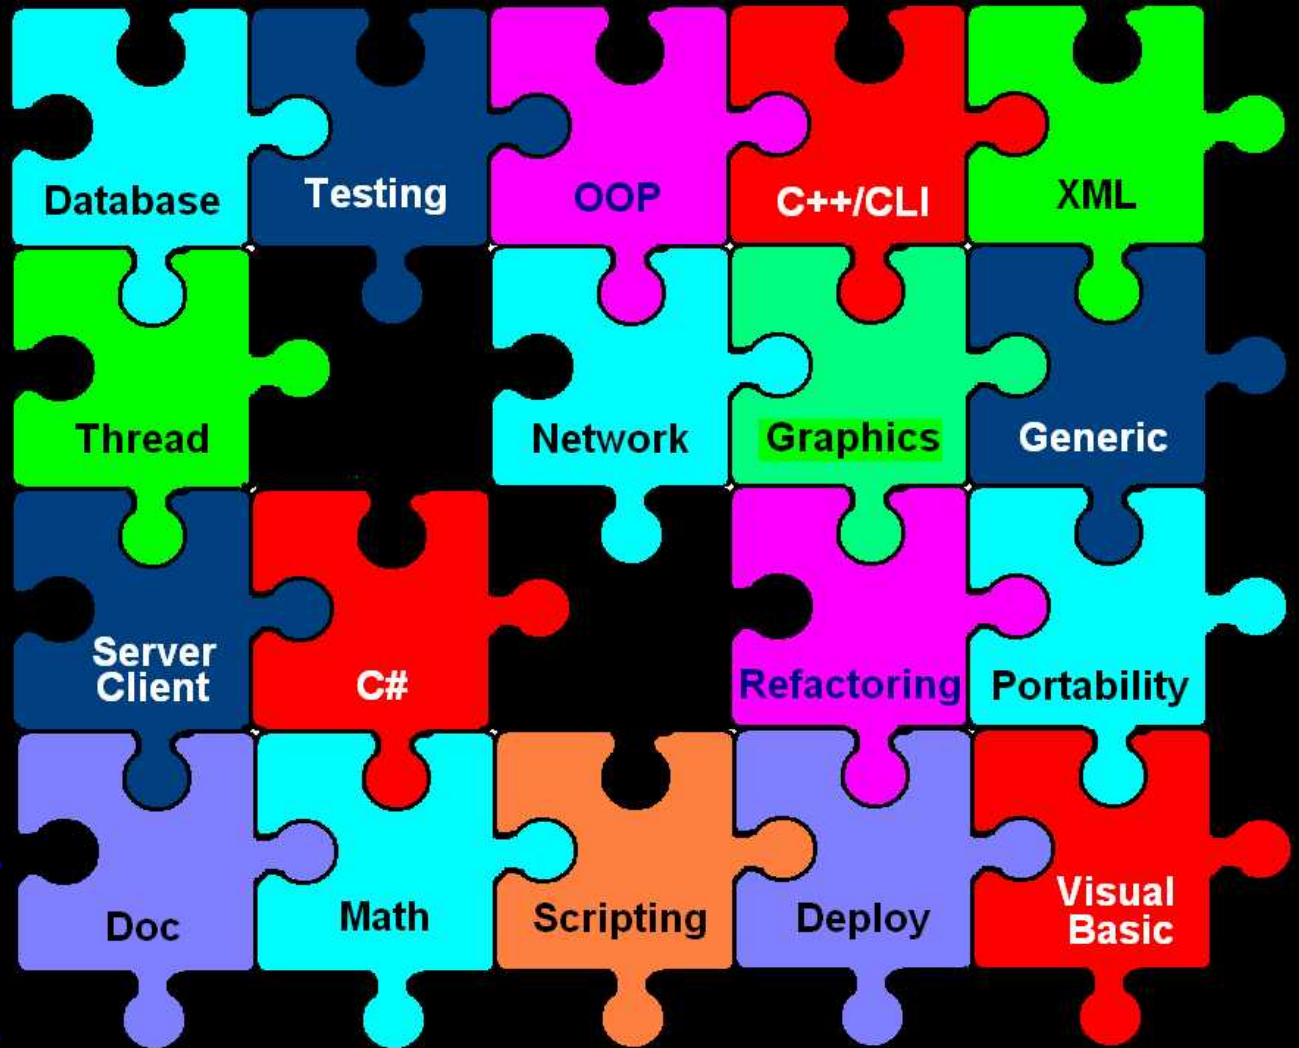 Database
Testing
OOP
C++/CLI
XML
Thread
Network
Graphics
Generic
Server
Client
C#
Refactoring
Portability
Doc
Math
Scripting
Deploy
Visual
Basic